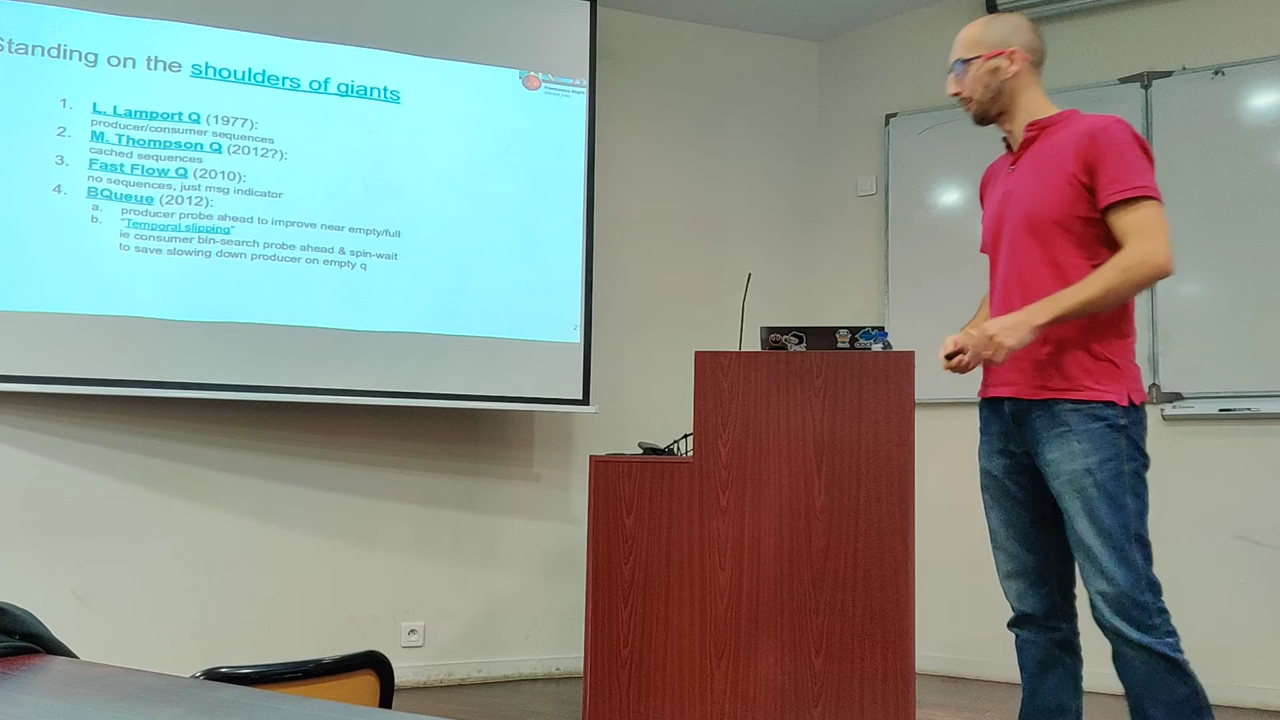 Standing on the shoulders of giants
1. L. Lamport Q (1977):
producer/consumer sequences
2. M. Thompson Q (2012?):
cached sequences
3. Fast Flow Q (2010):
no sequences, just msg indicator
4. BQueue (2012):
a. producer probe ahead to improve near empty/full
b. "Temporal slipping"
ie consumer bin-search probe ahead & spin-wait
to save slowing down producer on empty q
2